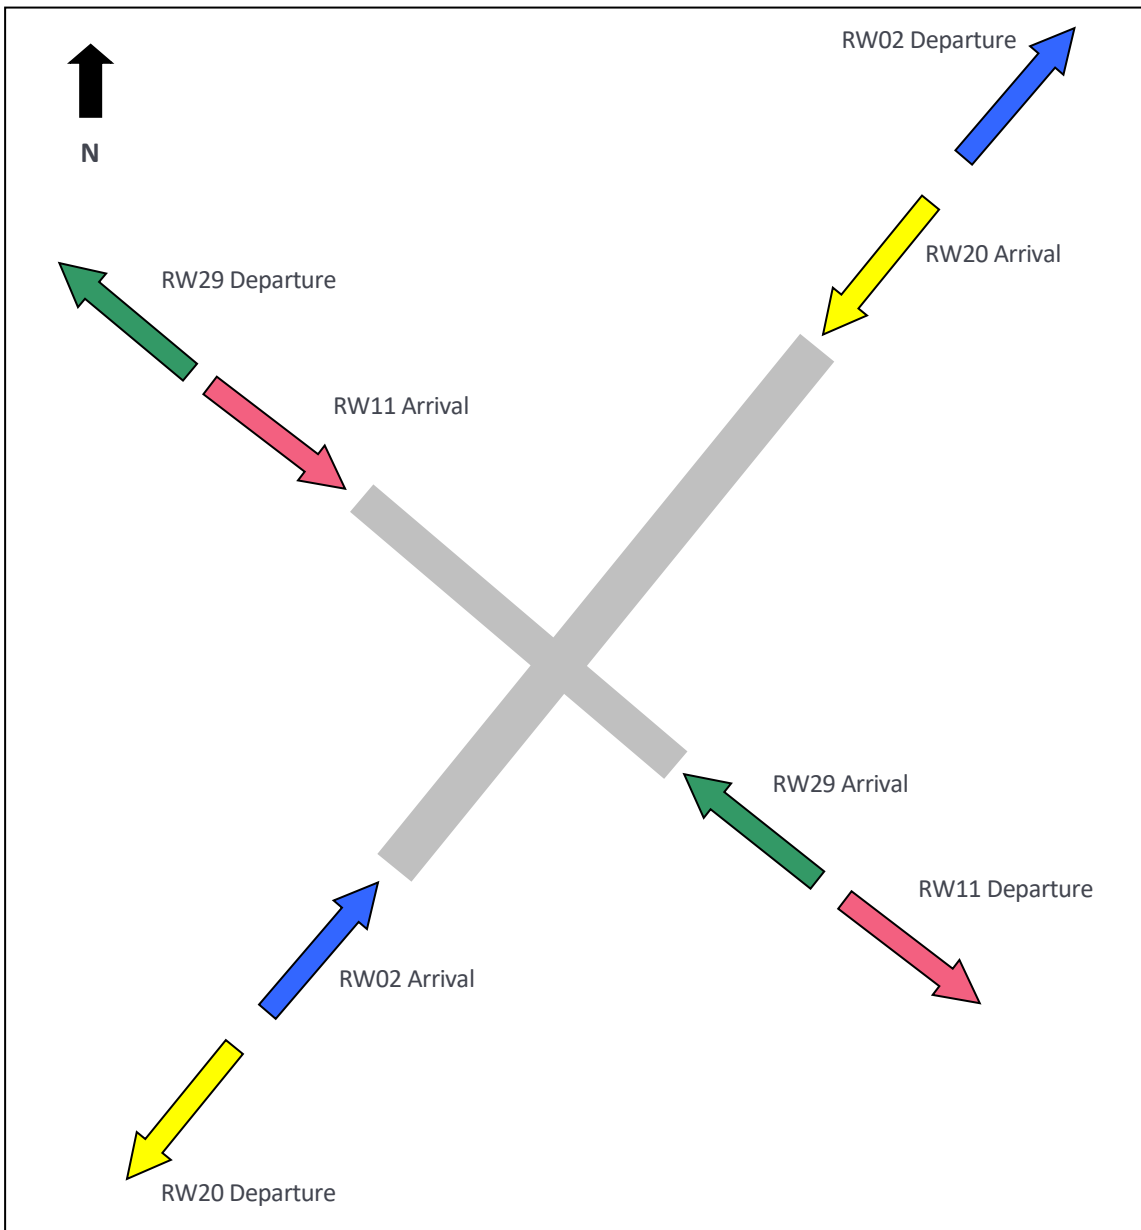 RW02 Departure
N
RW20 Arrival
RW29 Departure
RW11 Arrival
RW29 Arrival
RW11 Departure
RW02 Arrival
RW20 Departure